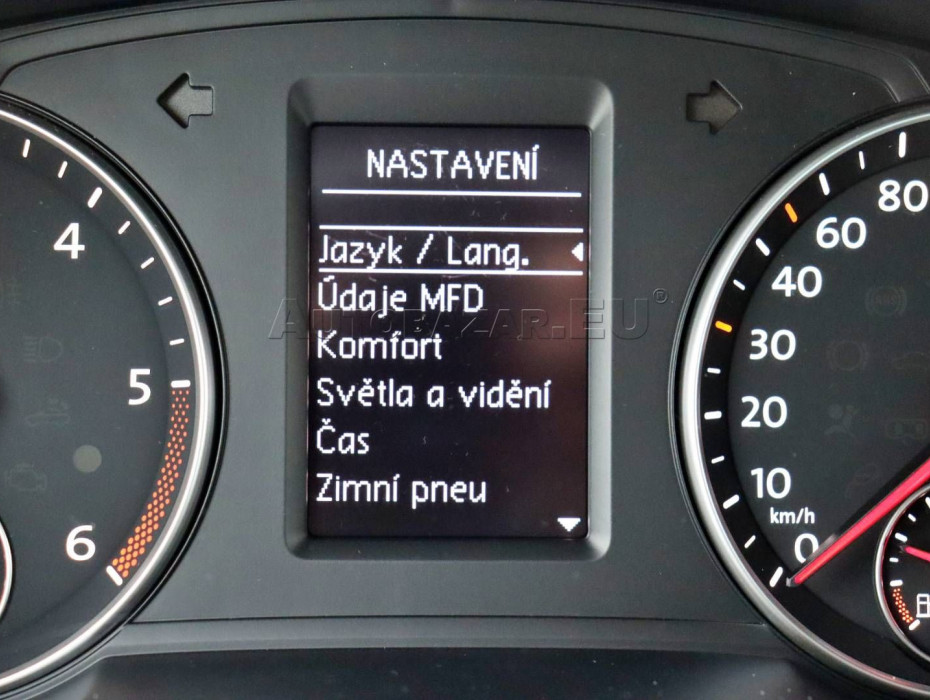 NASTAVENÍ
Jazyk / Lang.
Údaje MFD
Komfort
Světla a vidění
Čas
Zimní pneu
AUTOBAZAR.EU®
4
5
6
80
60
40
30
20
10
km/h
0